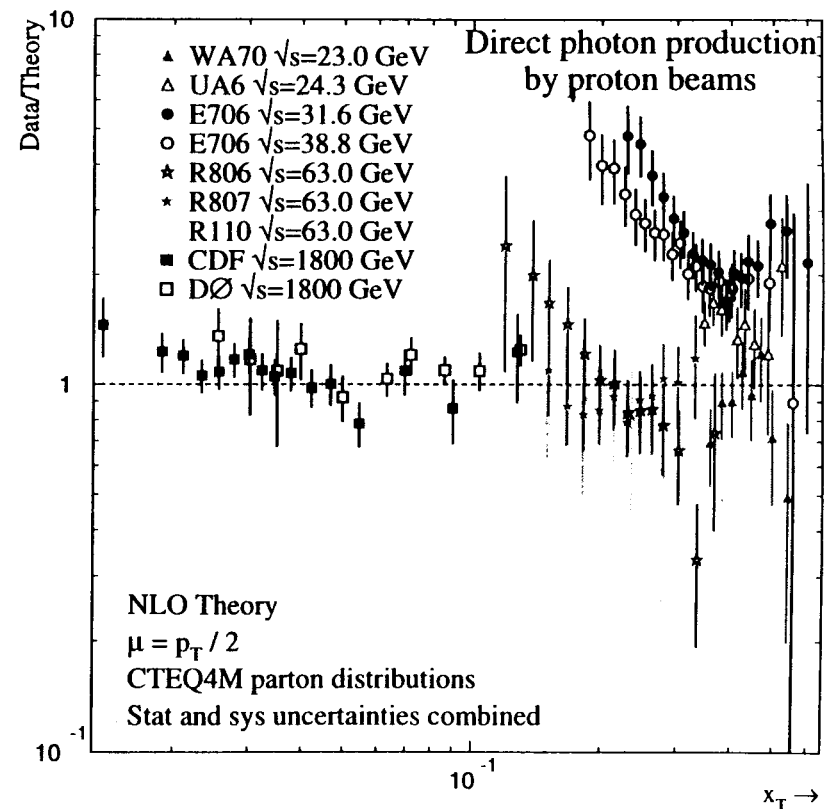 10
Data/Theory
Direct photon production
by proton beams
▲ WA70 √s=23.0 GeV
△ UA6 √s=24.3 GeV
● E706 √s=31.6 GeV
○ E706 √s=38.8 GeV
☆ R806 √s=63.0 GeV
★ R807 √s=63.0 GeV
R110 √s=63.0 GeV
■ CDF √s=1800 GeV
□ DØ √s=1800 GeV
1
NLO Theory
μ = p_T / 2
CTEQ4M parton distributions
Stat and sys uncertainties combined
10⁻¹
10⁻¹
x_T →